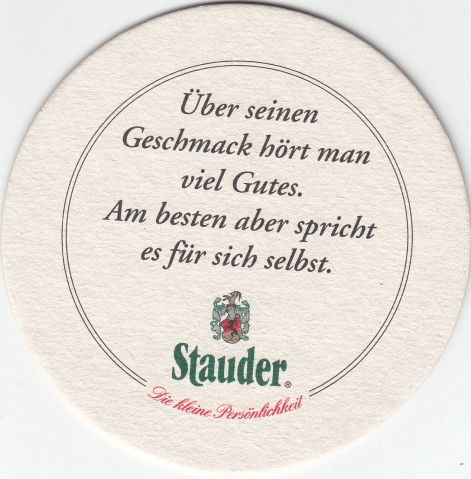 Über seinen
Geschmack hört man
viel Gutes.
Am besten aber spricht
es für sich selbst.
Stauder®
Die kleine Persönlichkeit